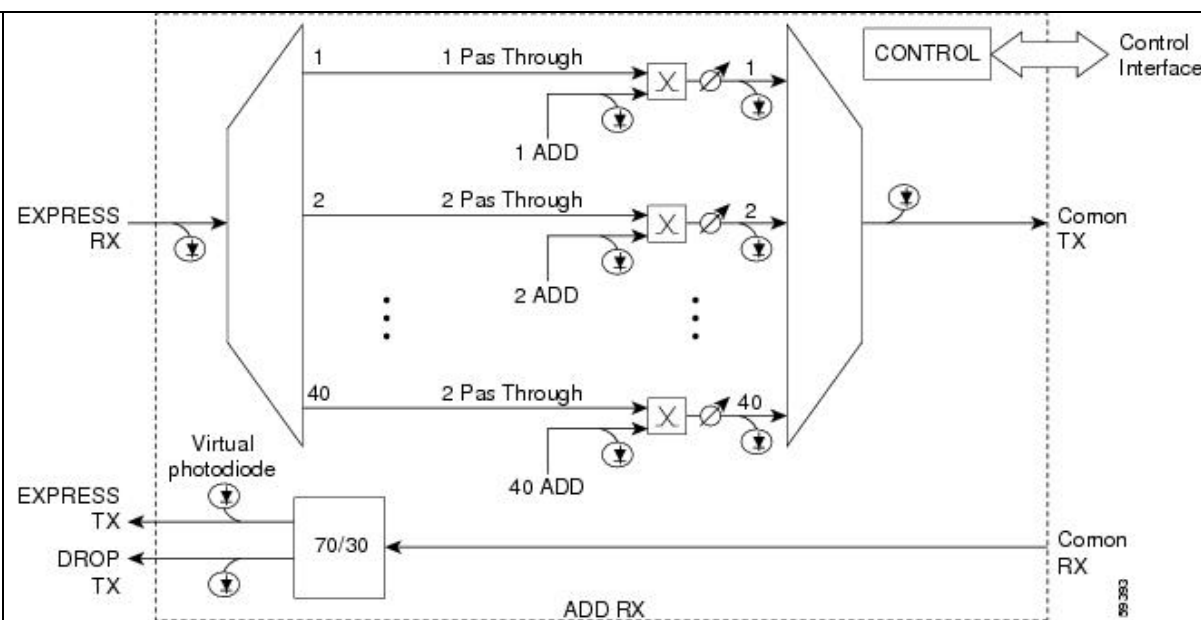 1
1 Pas Through
1
CONTROL
Control
Interface
1 ADD
EXPRESS
RX
2
2 Pas Through
2
Comon
TX
2 ADD
40
2 Pas Through
40
Virtual
photodiode
40 ADD
EXPRESS
TX
70/30
DROP
TX
Comon
RX
ADD RX